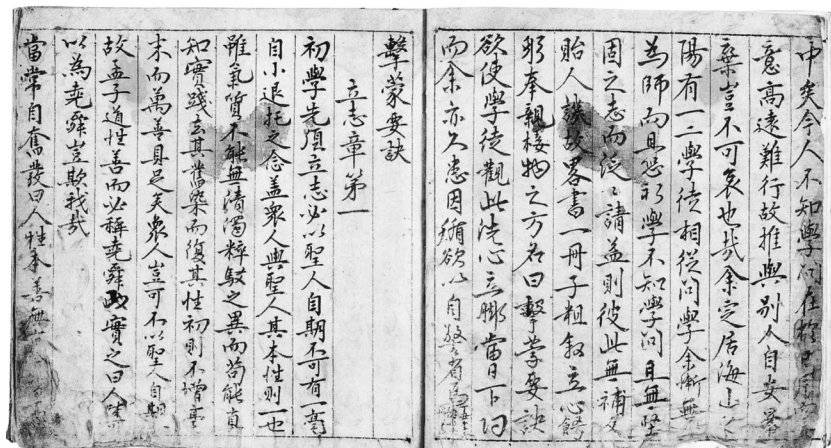 中矣今人不知學問在於日
意高遠難行故推與別人自安暴
棄豈不可哀也哉余定居海山之
陽有一二學徒相從問學余慚無
為師而且恐初學不知學問且無堅
固之志而泛〻請益則彼此無補反
貽人譏故畧書一冊子粗敘立心飭
躬奉親接物之方名曰擊蒙要訣
欲使學徒觀此洗心立脚當日下功
而余亦久患因循欲以自警省焉
擊蒙要訣
立志章第一
初學先須立志必以聖人自期不可有一毫
自小退托之念盖衆人與聖人其本性則一也
雖氣質不能無清濁粹駁之異而苟能真
知實踐去其舊染而復其性初則不增毫
末而萬善具足矣衆人豈可不以聖人自期
故孟子道性善而必稱堯舜以實之曰人皆
以為堯舜豈欺我哉
當常自奮發曰人性本善無